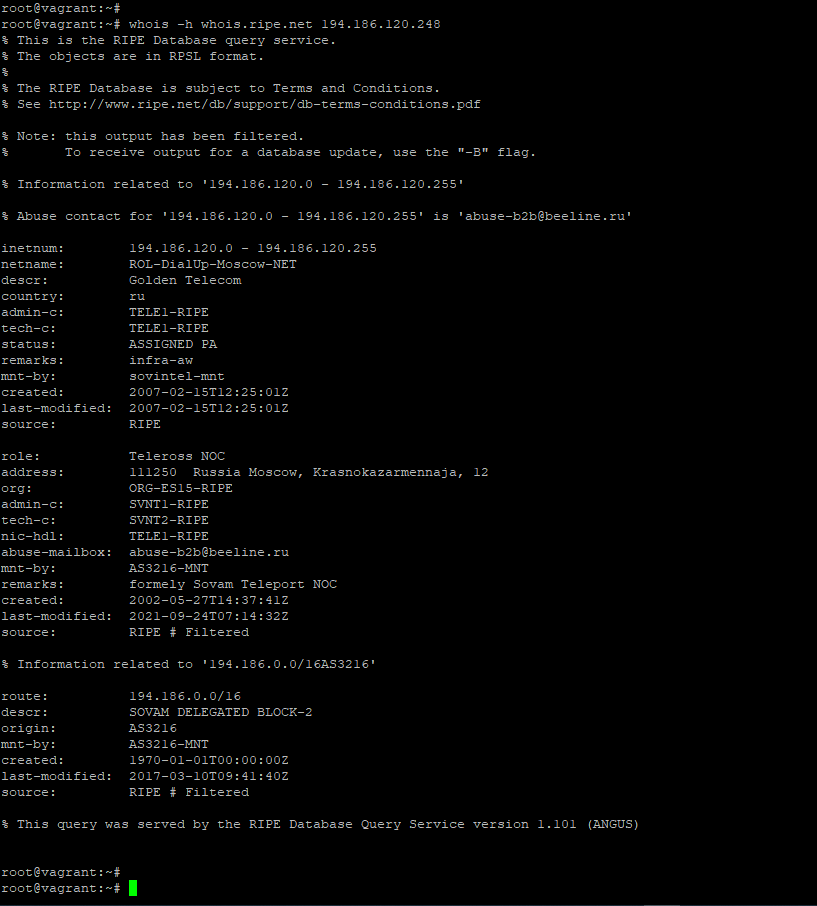 root@vagrant:~#
root@vagrant:~# whois -h whois.ripe.net 194.186.120.248
% This is the RIPE Database query service.
% The objects are in RPSL format.
%
% The RIPE Database is subject to Terms and Conditions.
% See http://www.ripe.net/db/support/db-terms-conditions.pdf

% Note: this output has been filtered.
%       To receive output for a database update, use the "-B" flag.

% Information related to '194.186.120.0 - 194.186.120.255'

% Abuse contact for '194.186.120.0 - 194.186.120.255' is 'abuse-b2b@beeline.ru'

inetnum:        194.186.120.0 - 194.186.120.255
netname:        ROL-DialUp-Moscow-NET
descr:          Golden Telecom
country:        ru
admin-c:        TELE1-RIPE
tech-c:         TELE1-RIPE
status:         ASSIGNED PA
remarks:        infra-aw
mnt-by:         sovintel-mnt
created:        2007-02-15T12:25:01Z
last-modified:  2007-02-15T12:25:01Z
source:         RIPE

role:           Teleross NOC
address:        111250  Russia Moscow, Krasnokazarmennaja, 12
org:            ORG-ES15-RIPE
admin-c:        SVNT1-RIPE
tech-c:         SVNT2-RIPE
nic-hdl:        TELE1-RIPE
abuse-mailbox:  abuse-b2b@beeline.ru
mnt-by:         AS3216-MNT
remarks:        formely Sovam Teleport NOC
created:        2002-05-27T14:37:41Z
last-modified:  2021-09-24T07:14:32Z
source:         RIPE # Filtered

% Information related to '194.186.0.0/16AS3216'

route:          194.186.0.0/16
descr:          SOVAM DELEGATED BLOCK-2
origin:         AS3216
mnt-by:         AS3216-MNT
created:        1970-01-01T00:00:00Z
last-modified:  2017-03-10T09:41:40Z
source:         RIPE # Filtered

% This query was served by the RIPE Database Query Service version 1.101 (ANGUS)

root@vagrant:~#
root@vagrant:~#